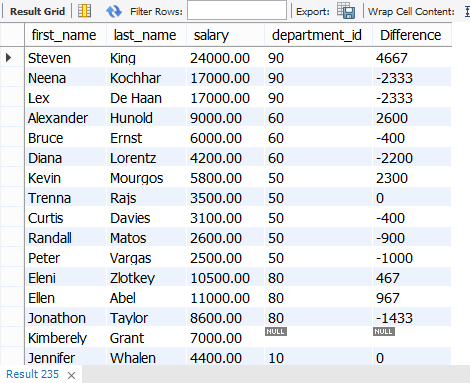 Result Grid Filter Rows: Export: Wrap Cell Content:
first_name last_name salary department_id Difference
Steven King 24000.00 90 4667
Neena Kochhar 17000.00 90 -2333
Lex De Haan 17000.00 90 -2333
Alexander Hunold 9000.00 60 2600
Bruce Ernst 6000.00 60 -400
Diana Lorentz 4200.00 60 -2200
Kevin Mourgos 5800.00 50 2300
Trenna Rajs 3500.00 50 0
Curtis Davies 3100.00 50 -400
Randall Matos 2600.00 50 -900
Peter Vargas 2500.00 50 -1000
Eleni Zlotkey 10500.00 80 467
Ellen Abel 11000.00 80 967
Jonathon Taylor 8600.00 80 -1433
Kimberely Grant 7000.00 NULL NULL
Jennifer Whalen 4400.00 10 0
Result 235